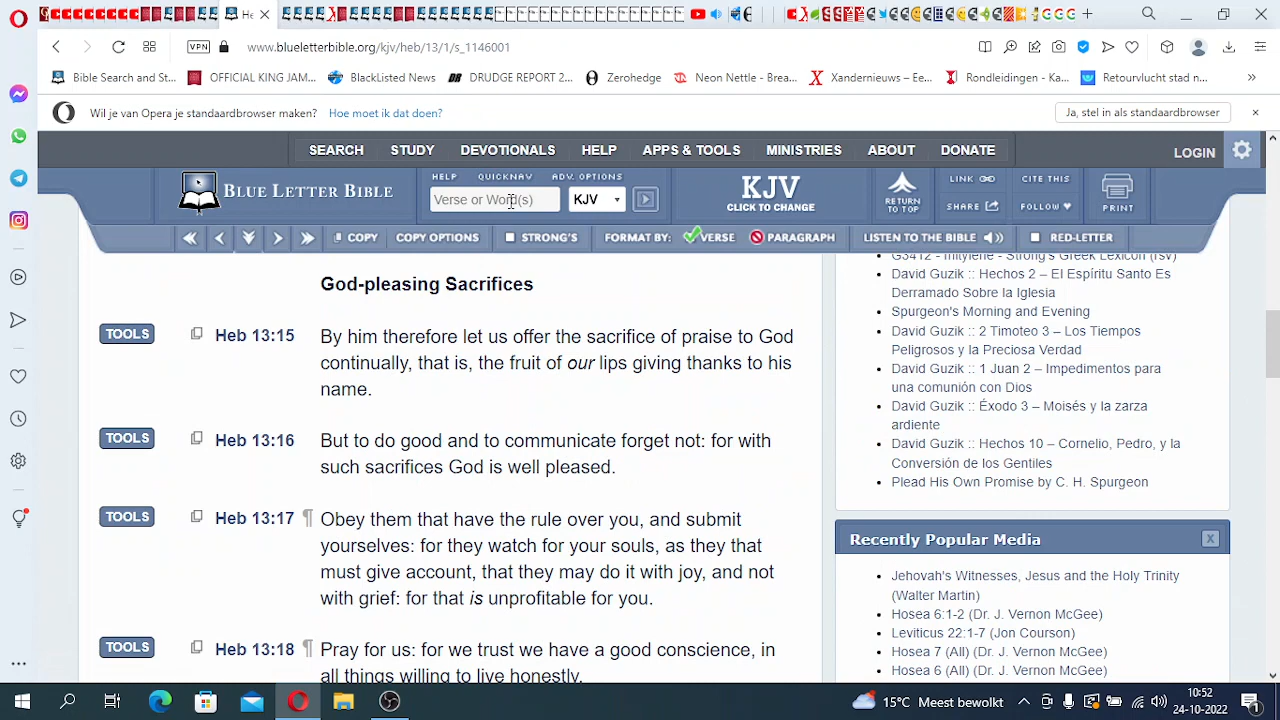 He
www.blueletterbible.org/kjv/heb/13/1/s_1146001
VPN
Bible Search and St...
OFFICIAL KING JAM...
BlackListed News
DRUDGE REPORT 2...
Zerohedge
Neon Nettle - Brea...
Xandernieuws – Ee...
Rondleidingen - Ka...
Retourvlucht stad n...
Wil je van Opera je standaardbrowser maken?
Hoe moet ik dat doen?
Ja, stel in als standaardbrowser
SEARCH
STUDY
DEVOTIONALS
HELP
APPS & TOOLS
MINISTRIES
ABOUT
DONATE
LOGIN
BLUE LETTER BIBLE
HELP
QUICKNAV
ADV. OPTIONS
Verse or Word(s)
KJV
KJV
CLICK TO CHANGE
RETURN
TO TOP
LINK
CITE THIS
SHARE
FOLLOW
PRINT
COPY
COPY OPTIONS
STRONG'S
FORMAT BY:
VERSE
PARAGRAPH
LISTEN TO THE BIBLE
RED-LETTER
God-pleasing Sacrifices
TOOLS
Heb 13:15
By him therefore let us offer the sacrifice of praise to God
continually, that is, the fruit of our lips giving thanks to his
name.
TOOLS
Heb 13:16
But to do good and to communicate forget not: for with
such sacrifices God is well pleased.
TOOLS
Heb 13:17 ¶
Obey them that have the rule over you, and submit
yourselves: for they watch for your souls, as they that
must give account, that they may do it with joy, and not
with grief: for that is unprofitable for you.
TOOLS
Heb 13:18 ¶
Pray for us: for we trust we have a good conscience, in
all things willing to live honestly.
G3412 - mitylēnē - Strong's Greek Lexicon (rsv)
David Guzik :: Hechos 2 – El Espíritu Santo Es
Derramado Sobre la Iglesia
Spurgeon's Morning and Evening
David Guzik :: 2 Timoteo 3 – Los Tiempos
Peligrosos y la Preciosa Verdad
David Guzik :: 1 Juan 2 – Impedimentos para
una comunión con Dios
David Guzik :: Éxodo 3 – Moisés y la zarza
ardiente
David Guzik :: Hechos 10 – Cornelio, Pedro, y la
Conversión de los Gentiles
Plead His Own Promise by C. H. Spurgeon
Recently Popular Media
X
Jehovah's Witnesses, Jesus and the Holy Trinity
(Walter Martin)
Hosea 6:1-2 (Dr. J. Vernon McGee)
Leviticus 22:1-7 (Jon Courson)
Hosea 7 (All) (Dr. J. Vernon McGee)
Hosea 6 (All) (Dr. J. Vernon McGee)
15°C Meest bewolkt
10:52
24-10-2022
1